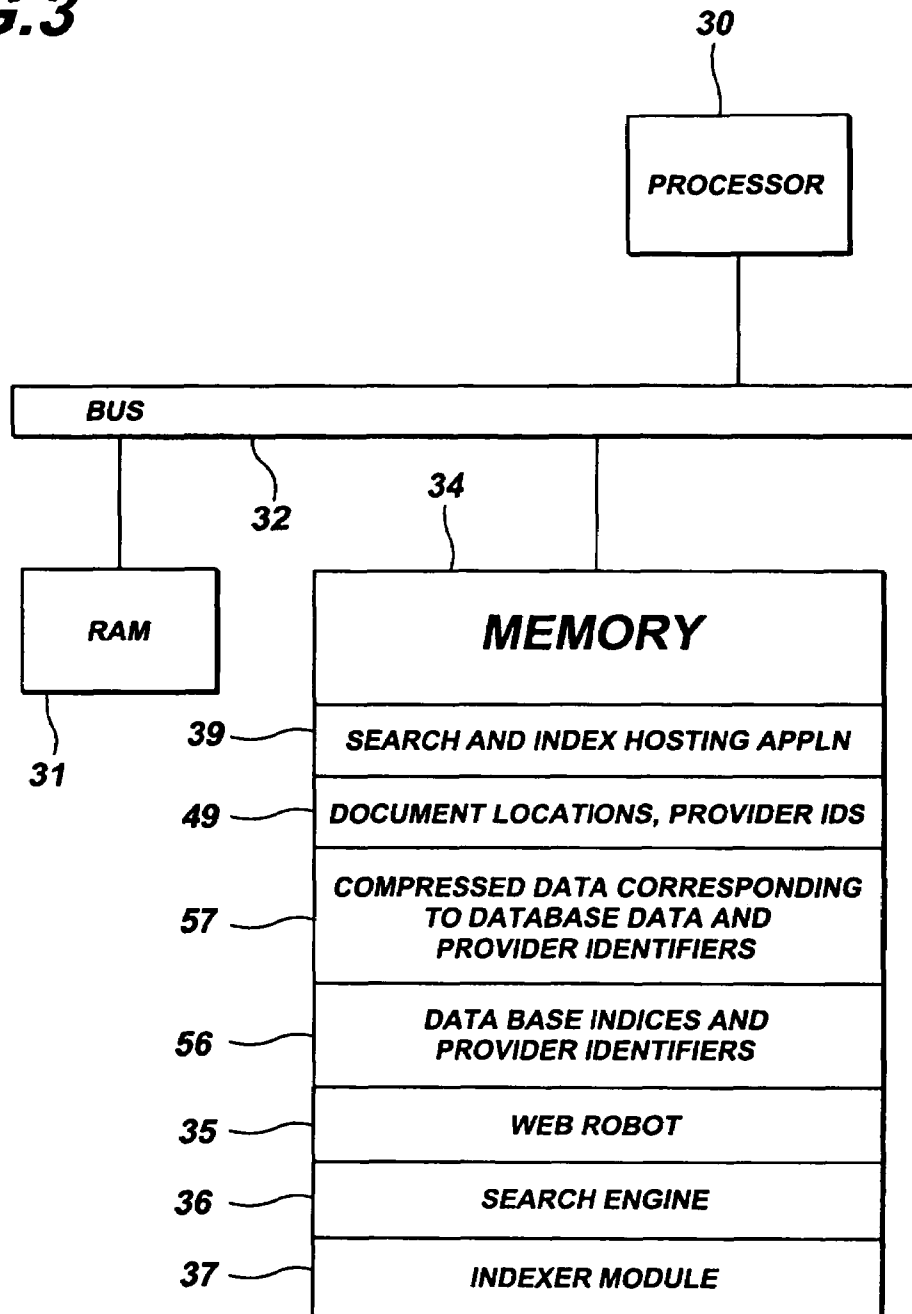 G.3
30
PROCESSOR
BUS
32
34
RAM
31
MEMORY
39
SEARCH AND INDEX HOSTING APPLN
49
DOCUMENT LOCATIONS, PROVIDER IDS
57
COMPRESSED DATA CORRESPONDING
TO DATABASE DATA AND
PROVIDER IDENTIFIERS
56
DATA BASE INDICES AND
PROVIDER IDENTIFIERS
35
WEB ROBOT
36
SEARCH ENGINE
37
INDEXER MODULE